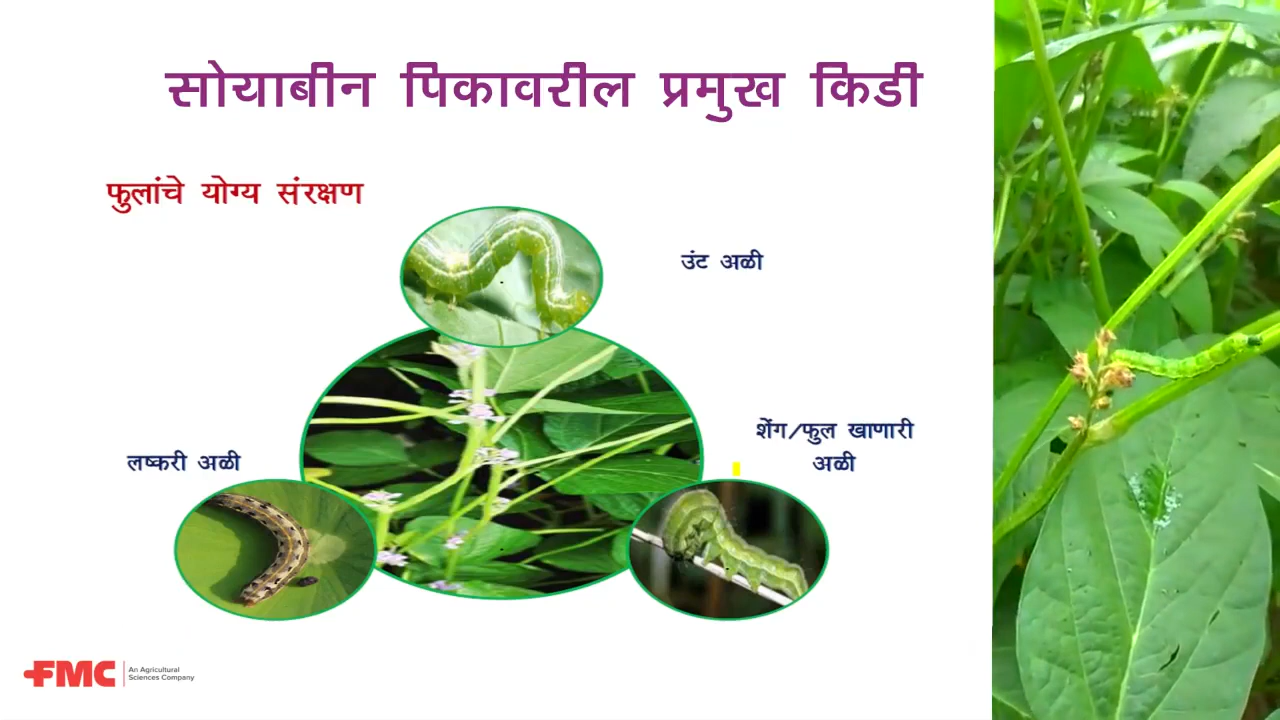 सोयाबीन पिकावरील प्रमुख किडी
फुलांचे योग्य संरक्षण
उंट अळी
शेंग/फुल खाणारी
अळी
लष्करी अळी
FMC
An Agricultural
Sciences Company